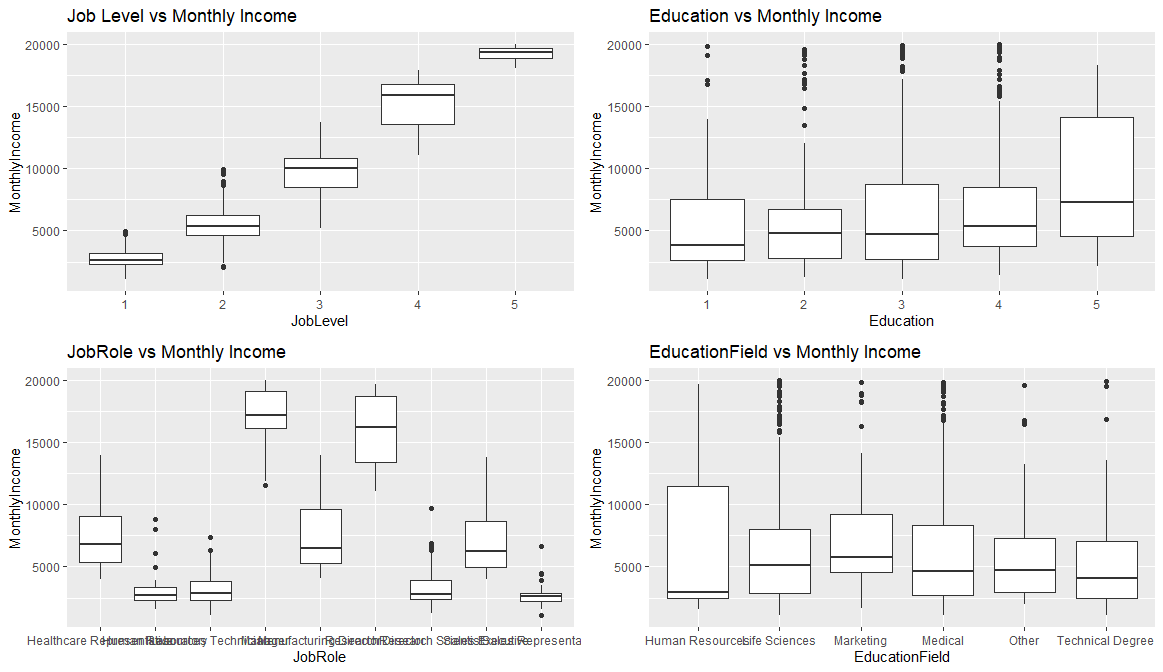 Job Level vs Monthly Income
20000
15000
10000
5000
MonthlyIncome
1 2 3 4 5
JobLevel
Education vs Monthly Income
20000
15000
10000
5000
MonthlyIncome
1 2 3 4 5
Education
JobRole vs Monthly Income
20000
15000
10000
5000
MonthlyIncome
Healthcare
JobRole
EducationField vs Monthly Income
20000
15000
10000
5000
MonthlyIncome
Human Resources Life Sciences Marketing Medical Other Technical Degree
EducationField